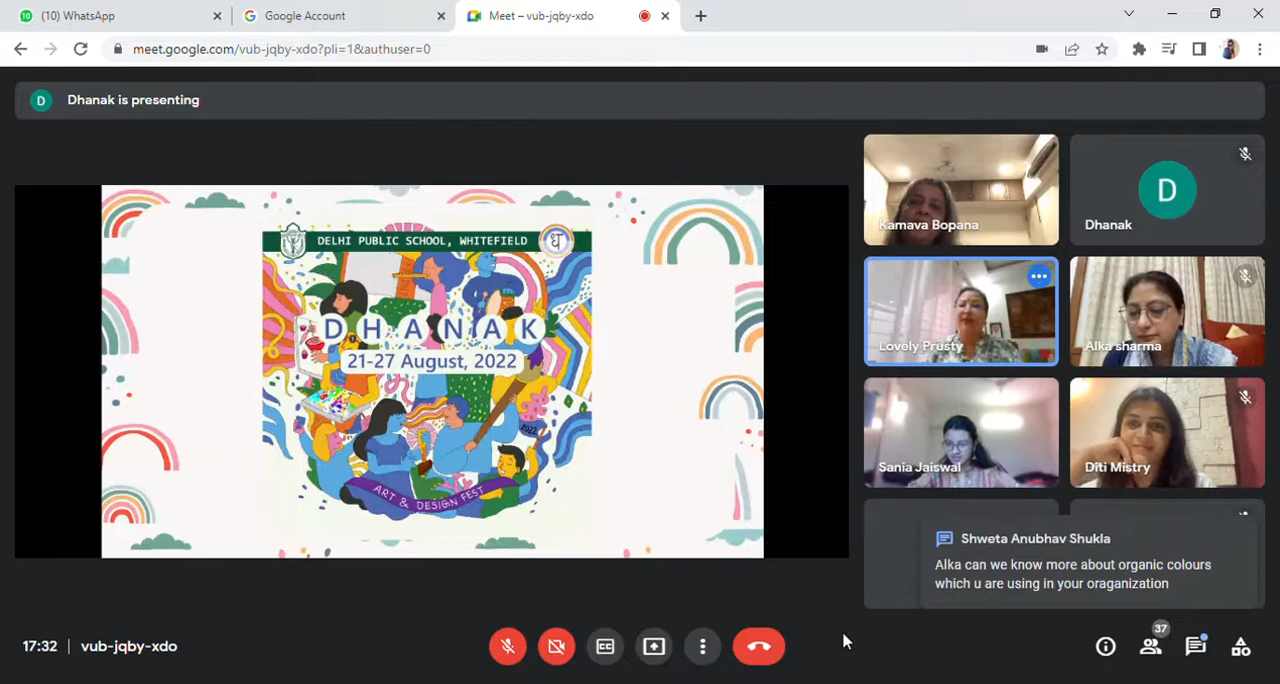 (10) WhatsApp
Google Account
Meet – vub-jqby-xdo
meet.google.com/vub-jqby-xdo?pli=1&authuser=0
D
Dhanak is presenting
DELHI PUBLIC SCHOOL, WHITEFIELD
ध
DHANAK
21-27 August, 2022
2022
ART & DESIGN FEST
Kamava Bopana
D
Dhanak
Lovely Prusty
Alka sharma
Sania Jaiswal
Diti Mistry
Shweta Anubhav Shukla
Alka can we know more about organic colours
which u are using in your oraganization
17:32 | vub-jqby-xdo
CC
37